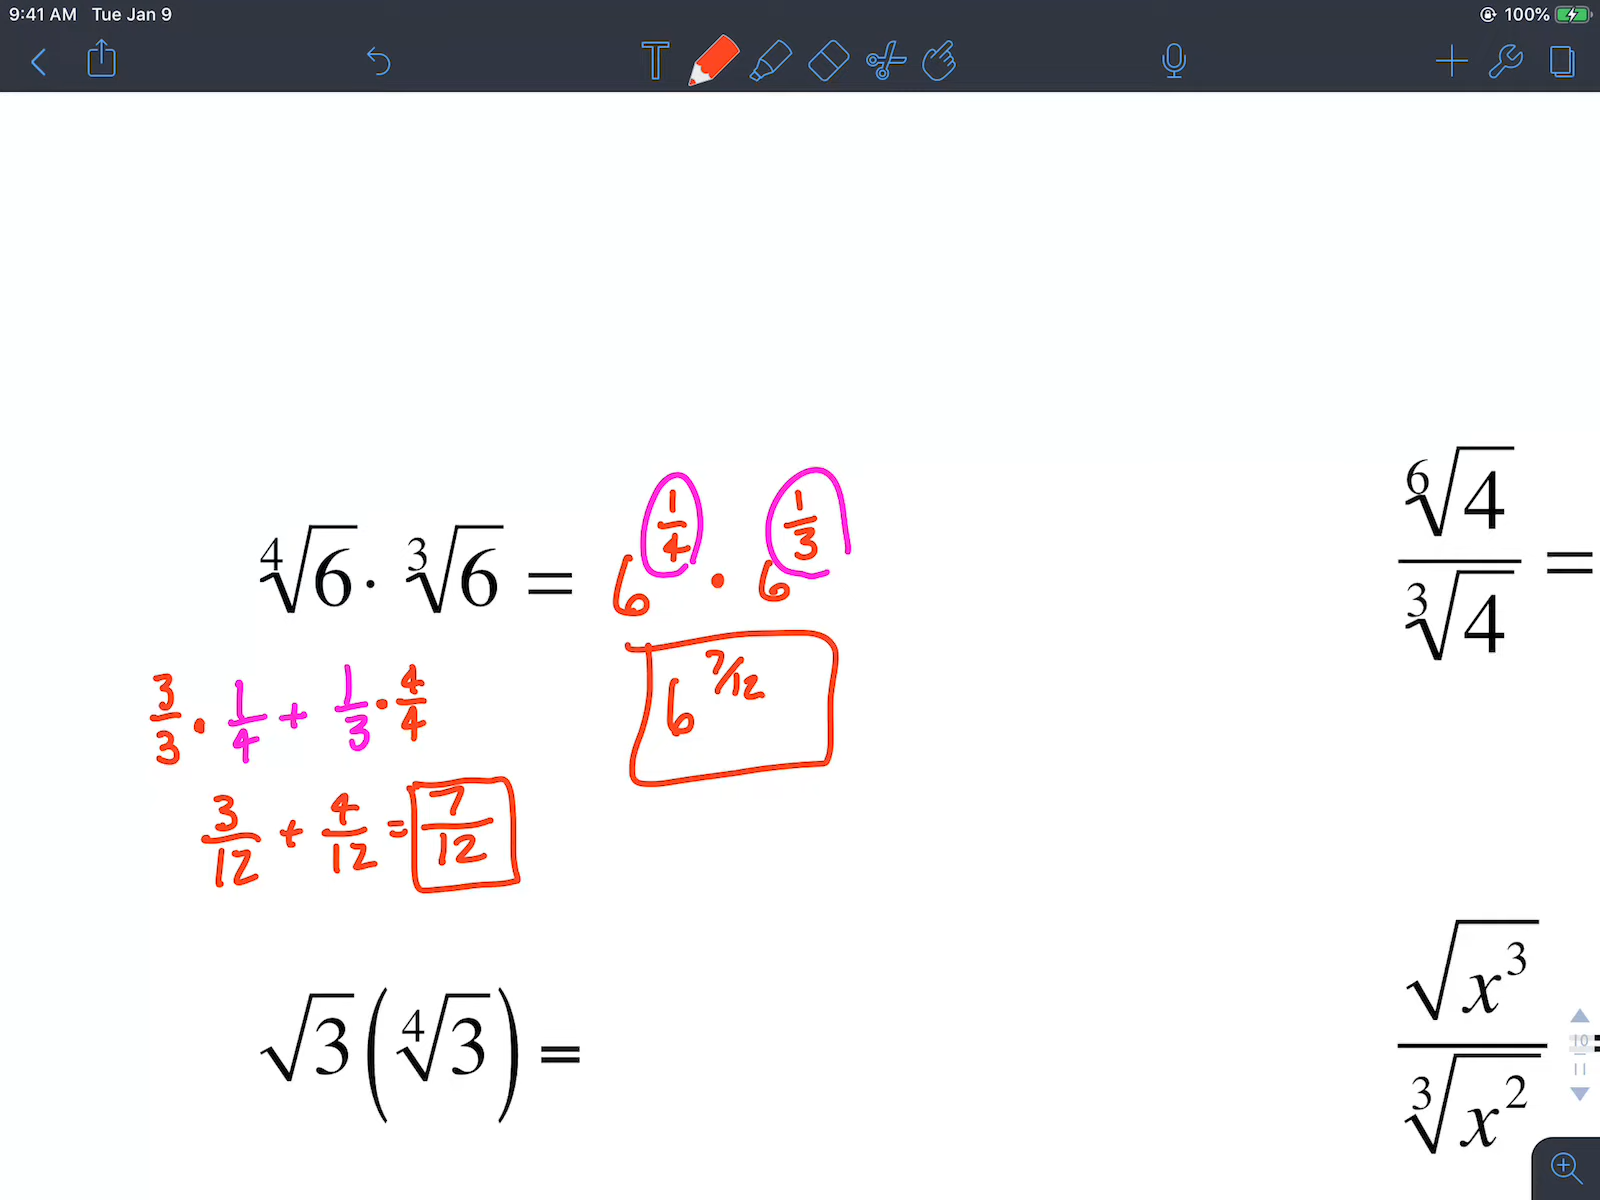 9:41 AM Tue Jan 9
100%
T
⁴√6 · ³√6 = 6^(1/4) · 6^(1/3)
6^(7/12)
3/3 · 1/4 + 1/3 · 4/4
3/12 + 4/12 = 7/12
√3(⁴√3) =
⁶√4 / ³√4 =
√x³ / ³√x² =
10
11